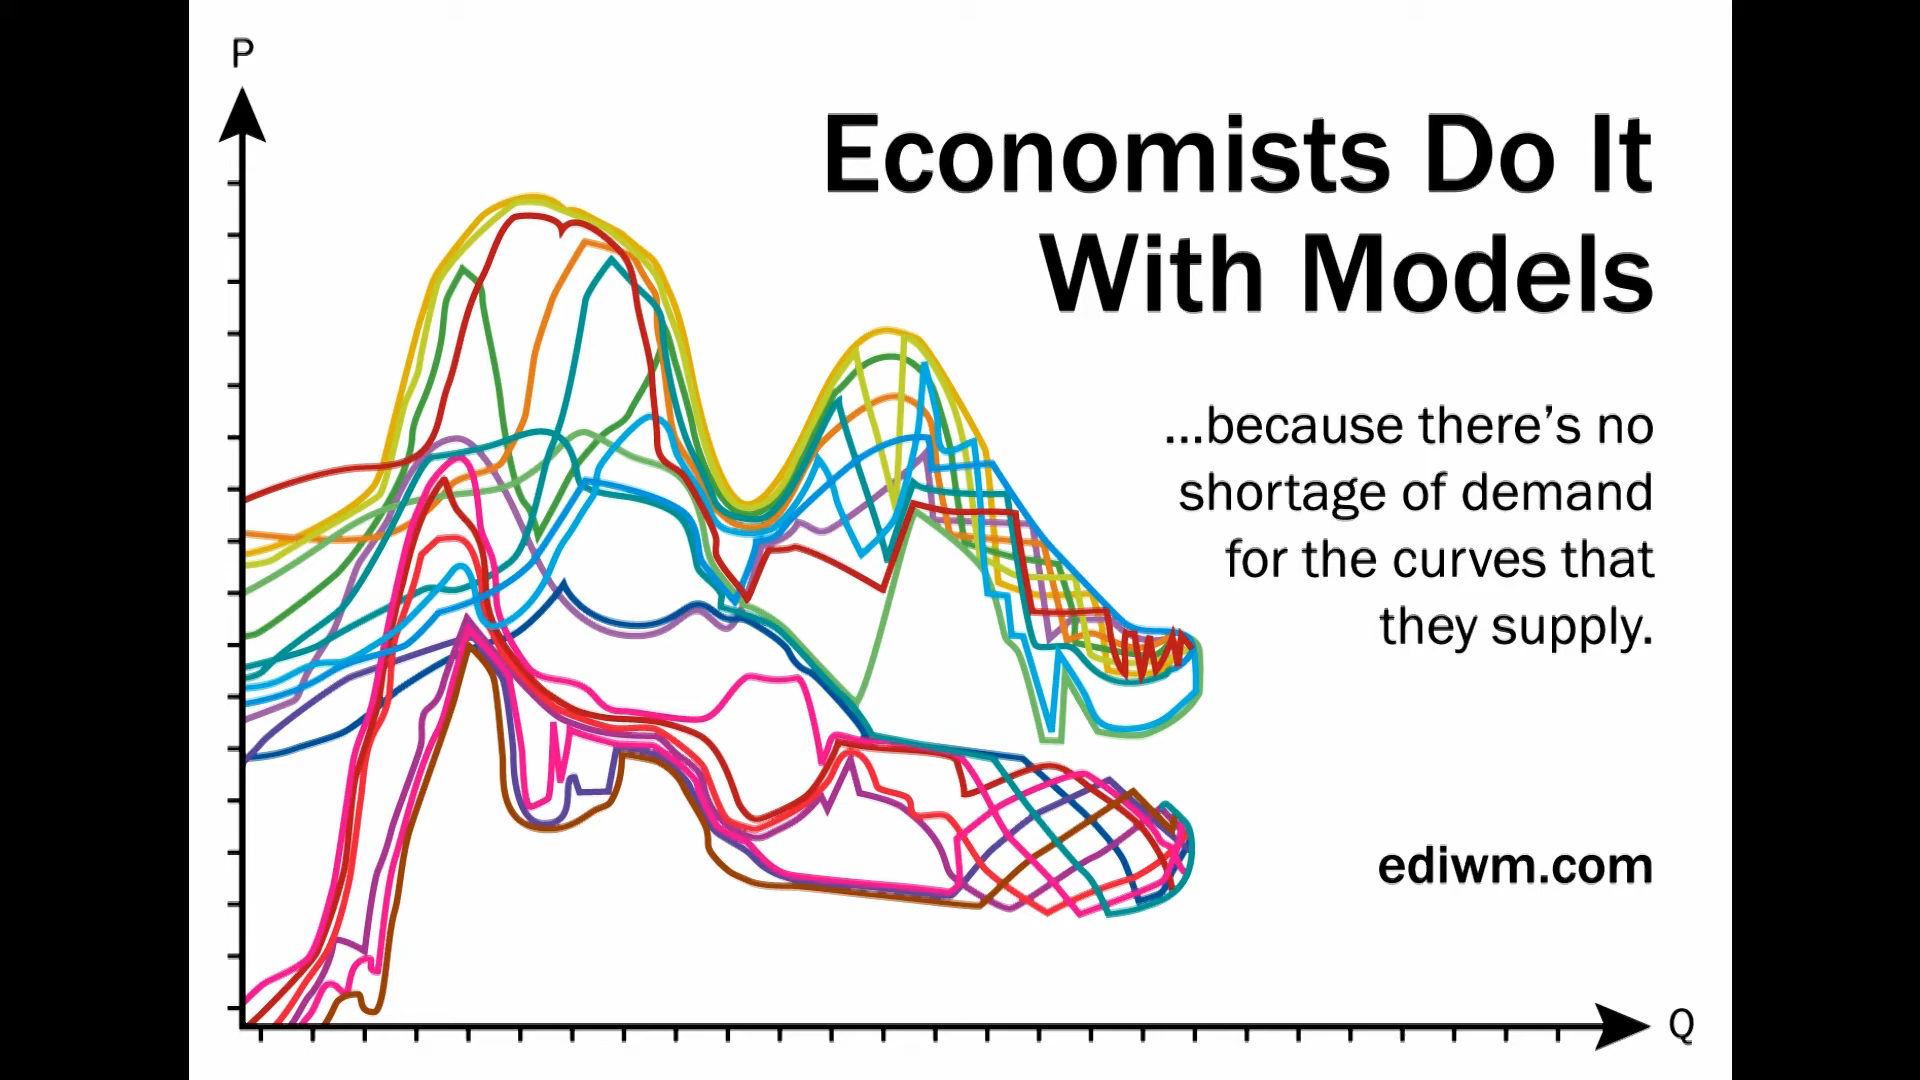 P
Economists Do It
With Models
...because there’s no
shortage of demand
for the curves that
they supply.
ediwm.com
Q